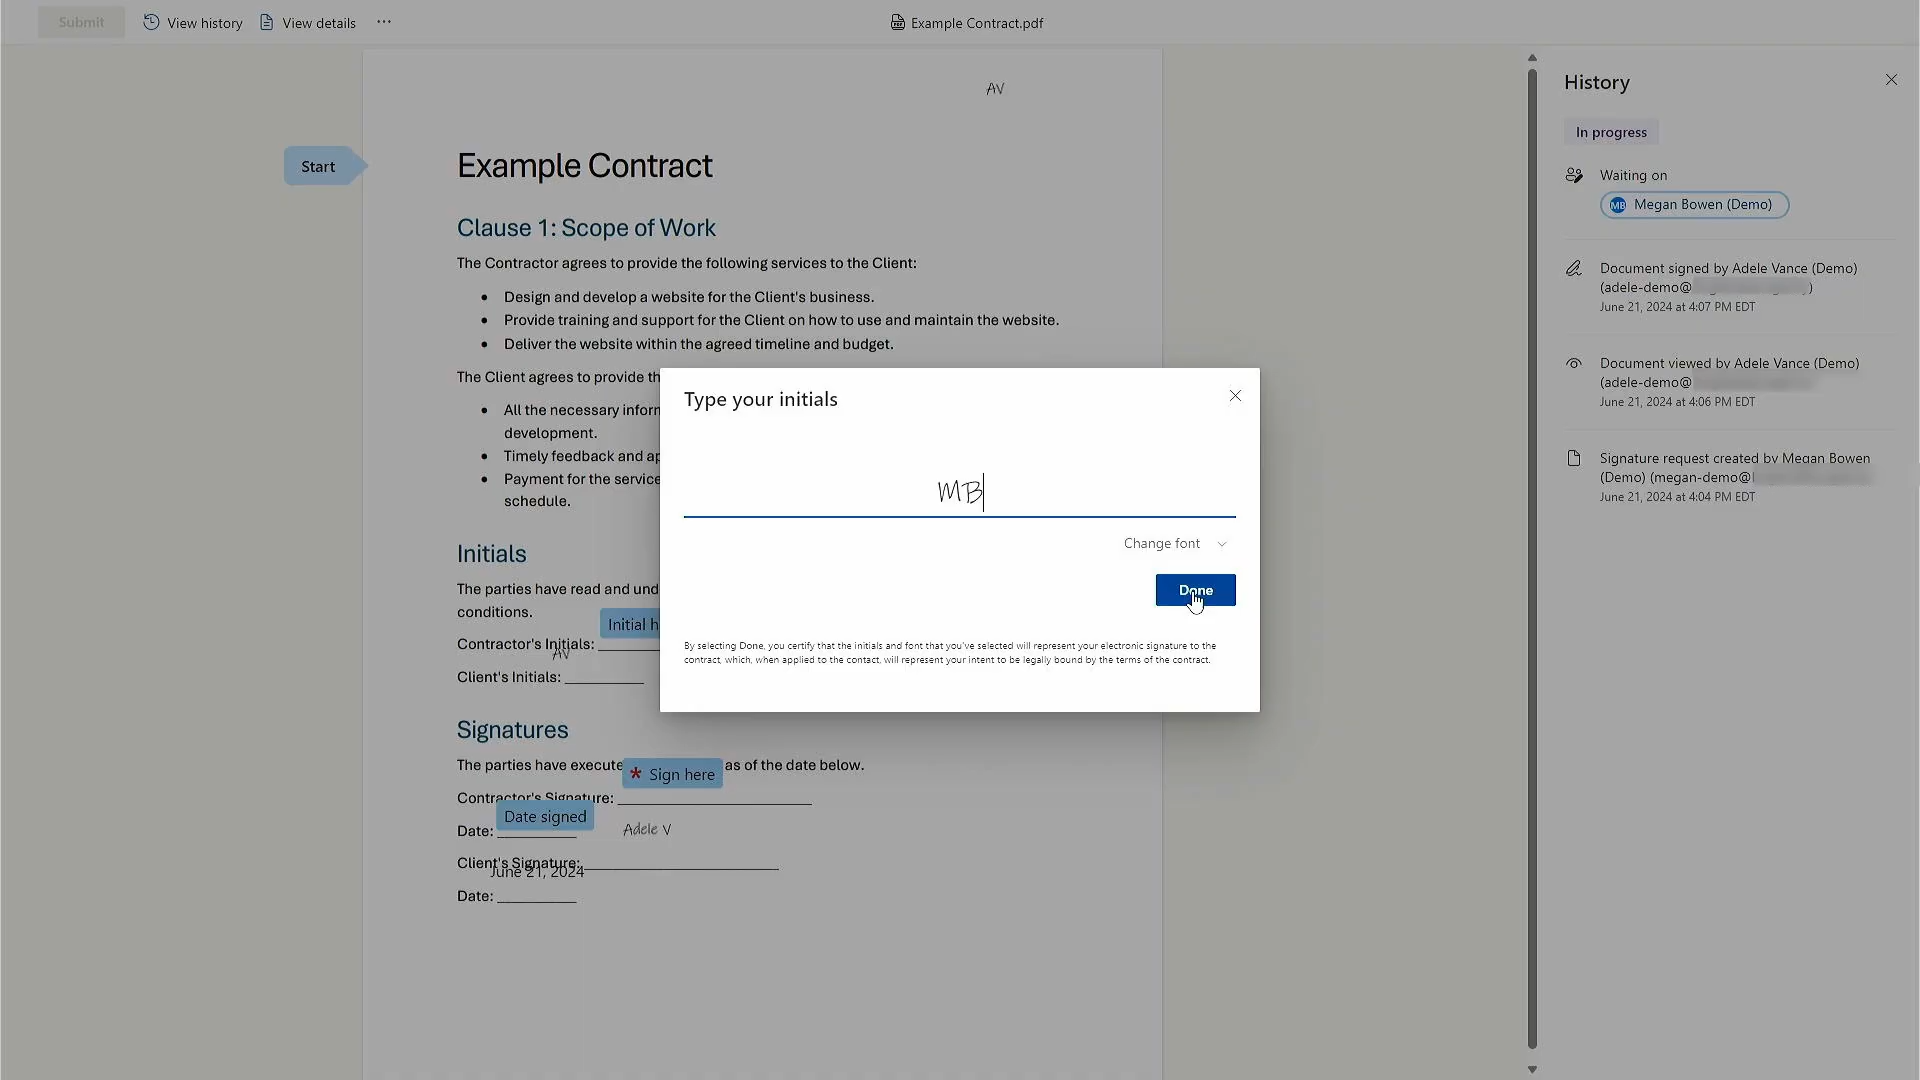 Submit
View history
View details
Example Contract.pdf
AV
Start
Example Contract
Clause 1: Scope of Work
The Contractor agrees to provide the following services to the Client:
• Design and develop a website for the Client's business.
• Provide training and support for the Client on how to use and maintain the website.
• Deliver the website within the agreed timeline and budget.
The Client agrees to provide th
• All the necessary inforn
development.
• Timely feedback and ap
• Payment for the service
schedule.
Initials
The parties have read and und
conditions.
Initial h
Contractor's Initials:
AV
Client's Initials:
Signatures
The parties have execute
* Sign here
as of the date below.
Contractor's Signature:
Date signed
Date:
Adele V
Client's Signature:
June 21, 2024
Date:
Type your initials
MB
Change font
Done
By selecting Done, you certify that the initials and font that you've selected will represent your electronic signature to the
contract, which, when applied to the contact, will represent your intent to be legally bound by the terms of the contract.
History
In progress
Waiting on
MB Megan Bowen (Demo)
Document signed by Adele Vance (Demo)
(adele-demo@ )
June 21, 2024 at 4:07 PM EDT
Document viewed by Adele Vance (Demo)
(adele-demo@
June 21, 2024 at 4:06 PM EDT
Signature request created by Megan Bowen
(Demo) (megan-demo@
June 21, 2024 at 4:04 PM EDT